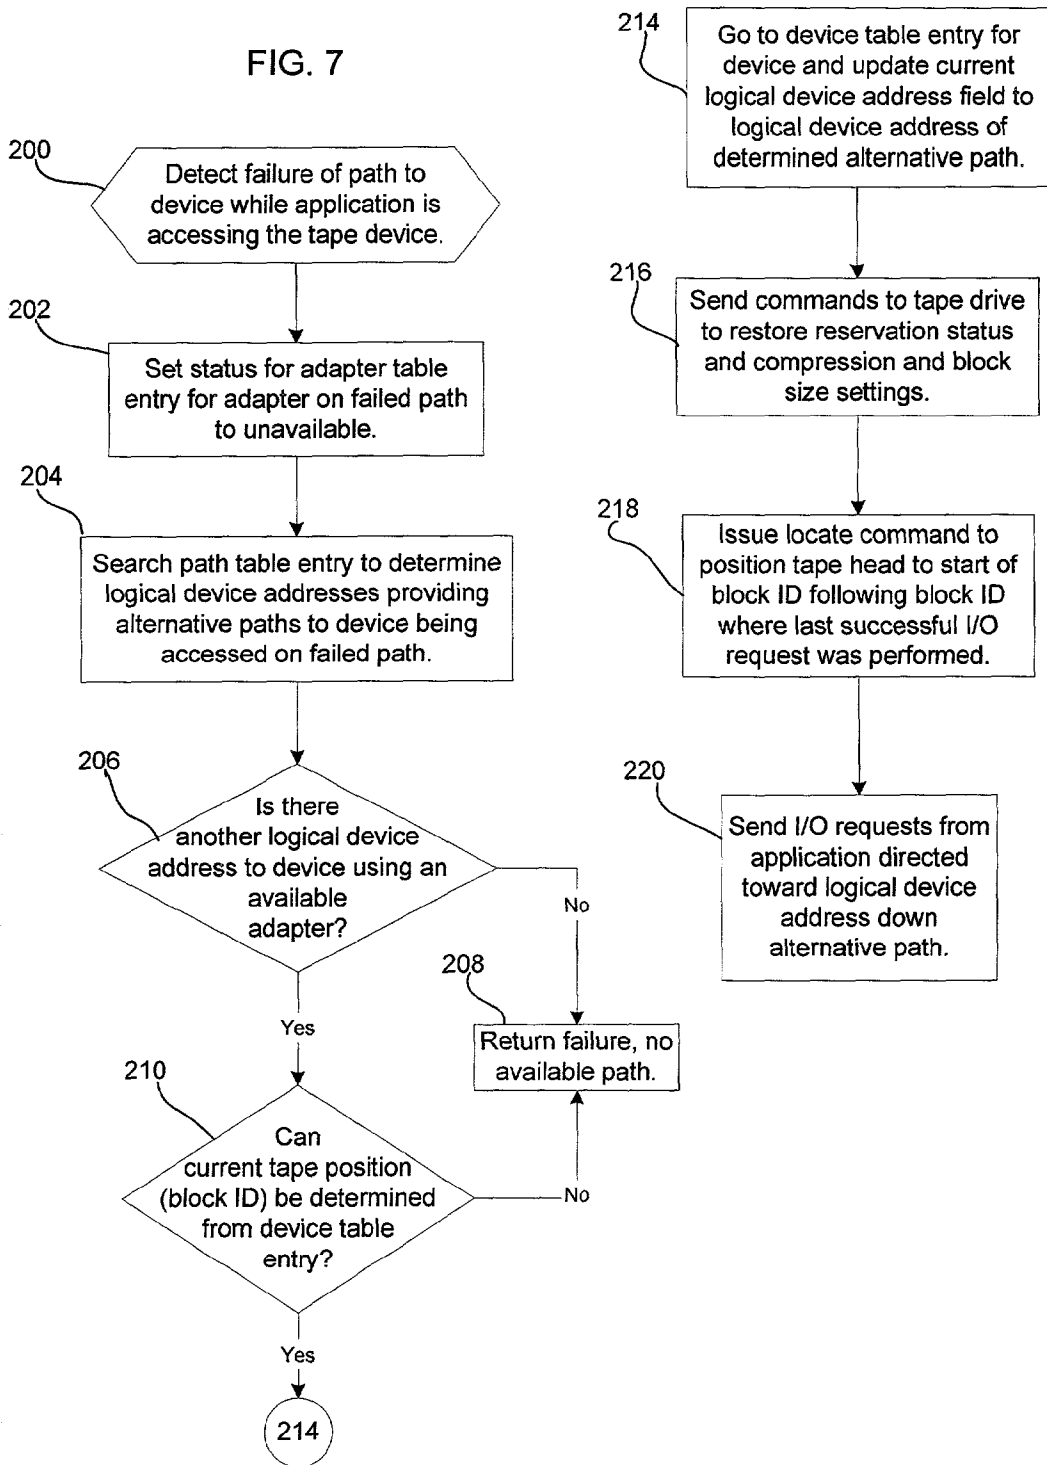 FIG. 7
200
Detect failure of path to
device while application is
accessing the tape device.
202
Set status for adapter table
entry for adapter on failed path
to unavailable.
204
Search path table entry to determine
logical device addresses providing
alternative paths to device being
accessed on failed path.
206
Is there
another logical device
address to device using an
available
adapter?
No
Yes
208
Return failure, no
available path.
210
Can
current tape position
(block ID) be determined
from device table
entry?
No
Yes
214
214
Go to device table entry for
device and update current
logical device address field to
logical device address of
determined alternative path.
216
Send commands to tape drive
to restore reservation status
and compression and block
size settings.
218
Issue locate command to
position tape head to start of
block ID following block ID
where last successful I/O
request was performed.
220
Send I/O requests from
application directed
toward logical device
address down
alternative path.